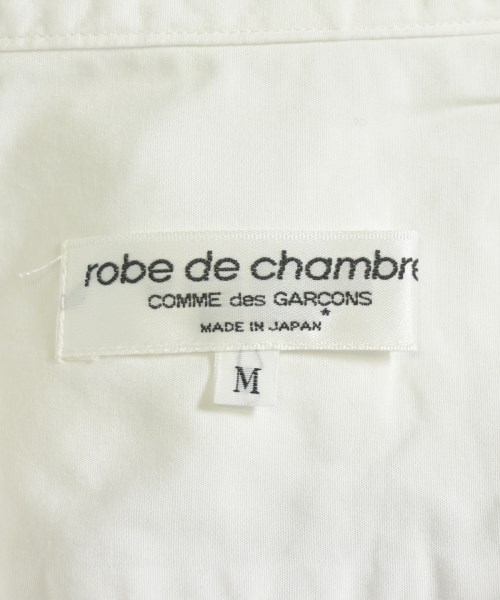 robe de chambre
COMME des GARÇONS
*
MADE IN JAPAN
M